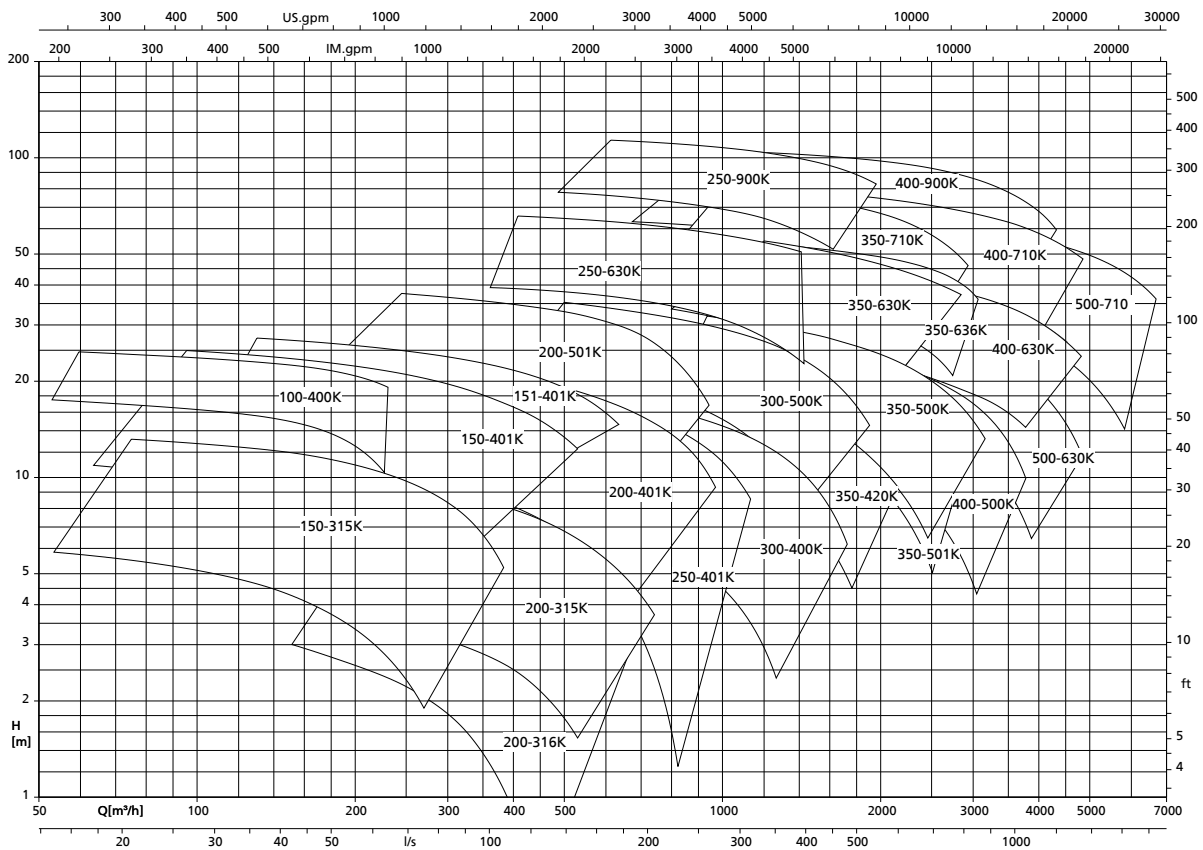 300 400 500 US.gpm 1000 2000 3000 4000 5000 10000 20000 30000
200 300 400 500 IM.gpm 1000 2000 3000 4000 5000 10000 20000
200
500
400
100
300
250-900K
400-900K
200
350-710K
50
400-710K
250-630K
40
350-630K
500-710
30
100
350-636K
400-630K
200-501K
20
100-400K
151-401K
300-500K
350-500K
50
150-401K
40
500-630K
10
30
200-401K
350-420K
400-500K
150-315K
20
300-400K
350-501K
5
250-401K
4
200-315K
3
10
ft
2
H
[m]
200-316K
5
4
1
50 Q[m³/h] 100 200 300 400 500 1000 2000 3000 4000 5000 7000
20 30 40 50 l/s 100 200 300 400 500 1000